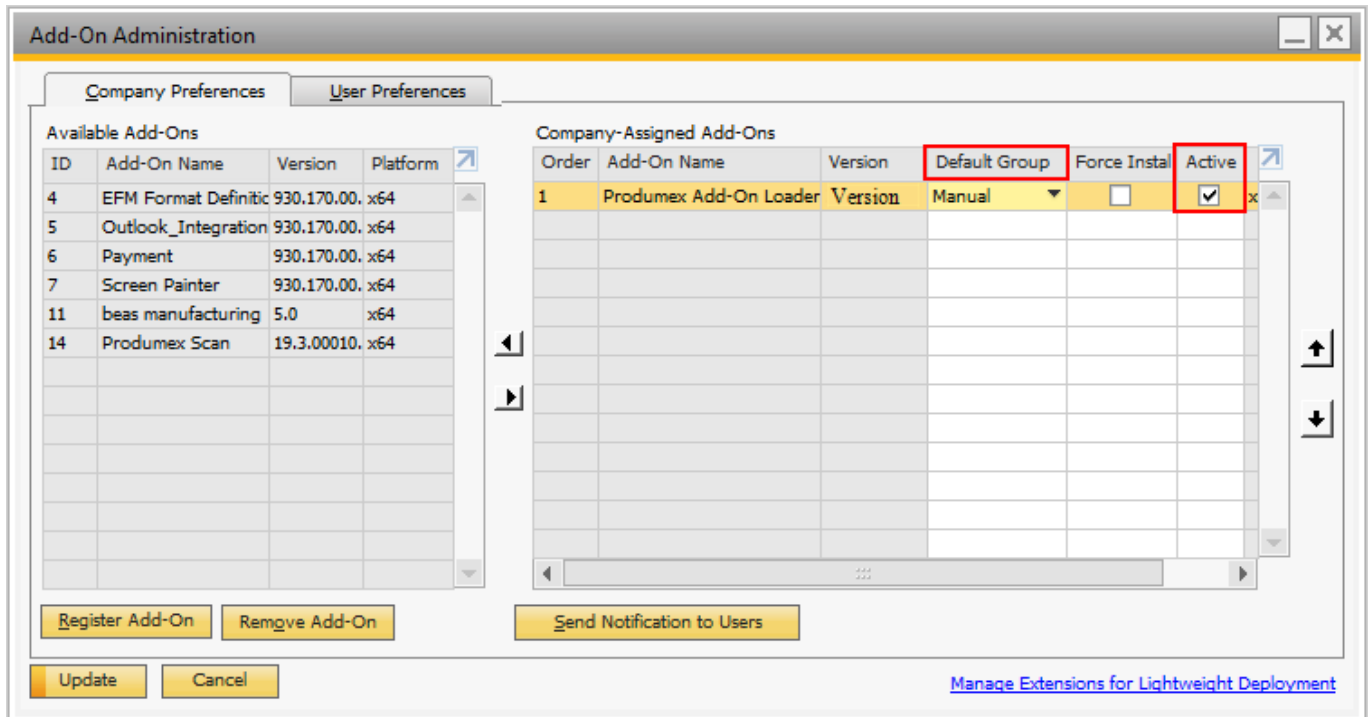 Add-On Administration
Company Preferences User Preferences
Available Add-Ons Company-Assigned Add-Ons
ID Add-On Name Version Platform Order Add-On Name Version Default Group Force Instal Active
4 EFM Format Definitic 930.170.00. x64 1 Produmex Add-On Loader Version Manual x
5 Outlook_Integration 930.170.00. x64
6 Payment 930.170.00. x64
7 Screen Painter 930.170.00. x64
11 beas manufacturing 5.0 x64
14 Produmex Scan 19.3.00010. x64
Register Add-On Remove Add-On Send Notification to Users
Update Cancel Manage Extensions for Lightweight Deployment